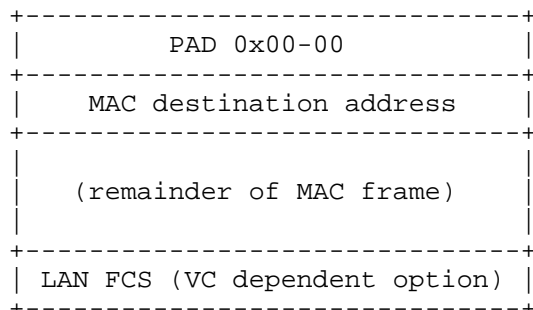 PAD 0x00-00
MAC destination address
(remainder of MAC frame)
LAN FCS (VC dependent option)